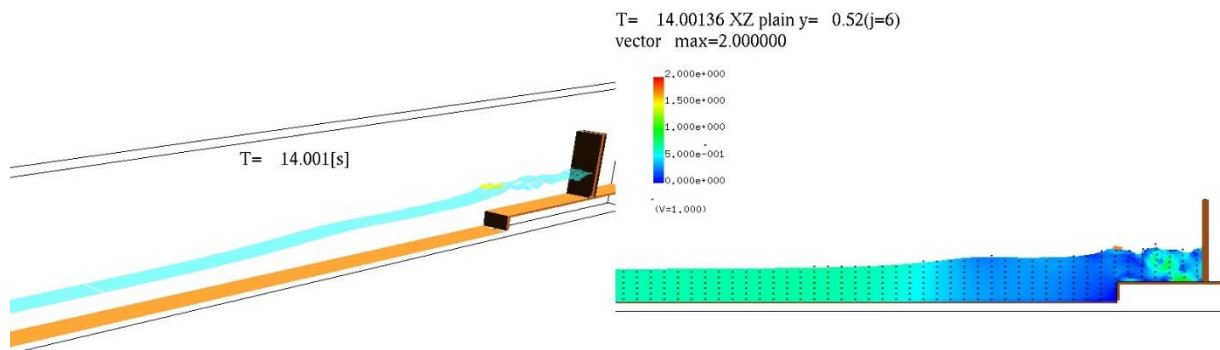 T= 14.001[s]
T= 14.00136 XZ plain y= 0.52(j=6)
vector max=2.000000
2.000e+000
1.500e+000
1.000e+000
5.000e-001
0.000e+000
(V=1.000)